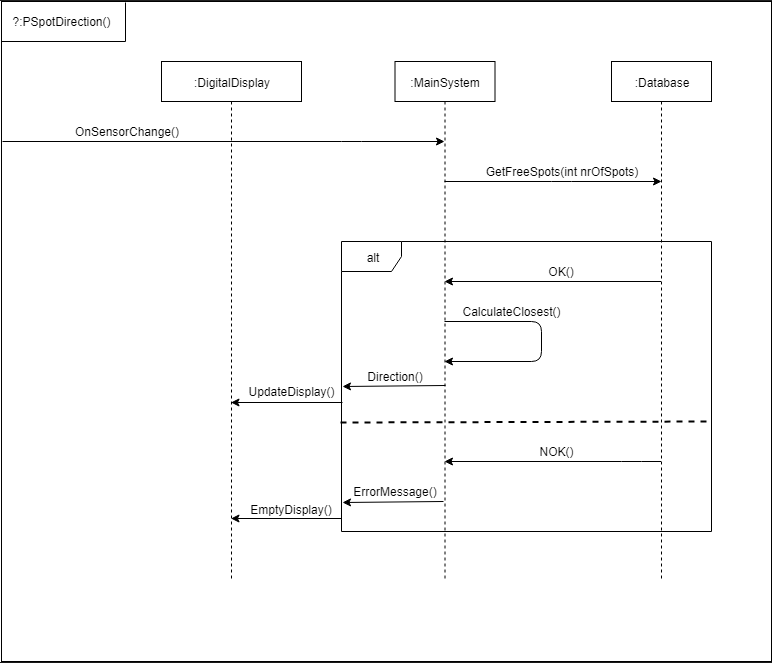 ?:PSpotDirection()
:DigitalDisplay
:MainSystem
:Database
OnSensorChange()
GetFreeSpots(int nrOfSpots)
alt
OK()
CalculateClosest()
Direction()
UpdateDisplay()
NOK()
ErrorMessage()
EmptyDisplay()